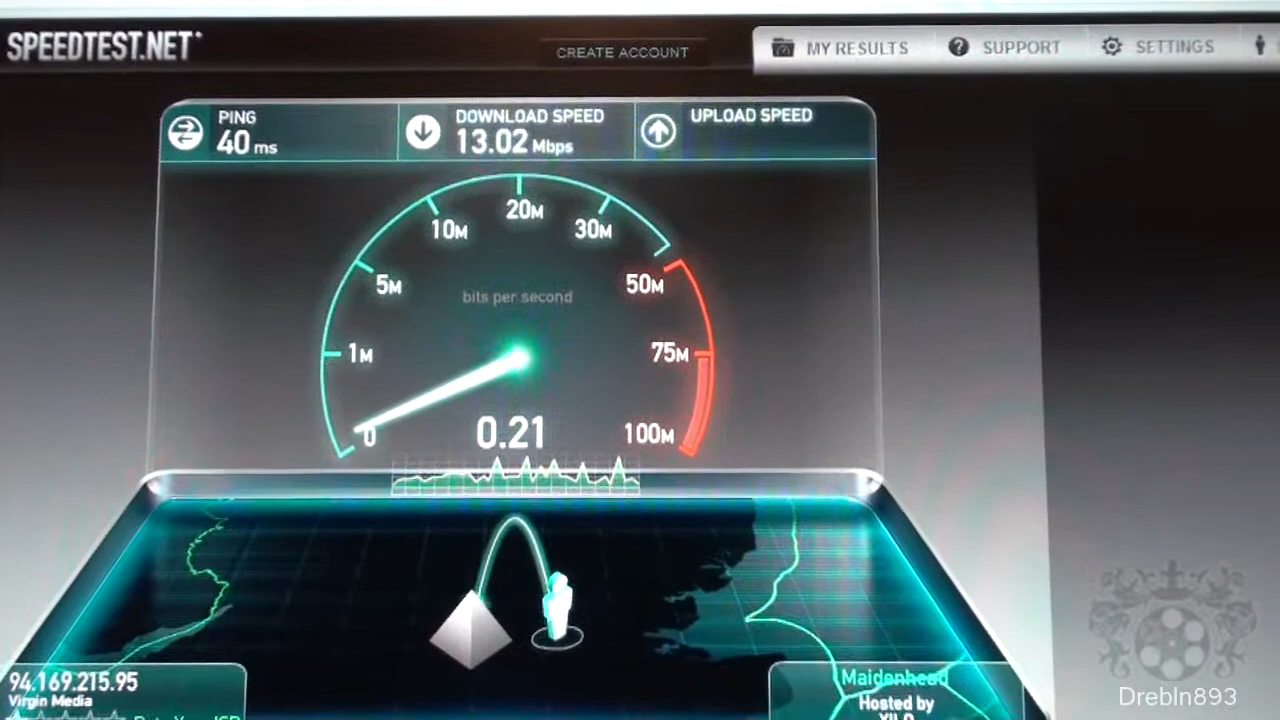 SPEEDTEST.NET
CREATE ACCOUNT
MY RESULTS
SUPPORT
SETTINGS
PING
40 ms
DOWNLOAD SPEED
13.02 Mbps
UPLOAD SPEED
0
1M
5M
10M
20M
30M
50M
75M
100M
bits per second
0.21
94.169.215.95
Virgin Media
Maidenhead
Hosted by
DrebIn893